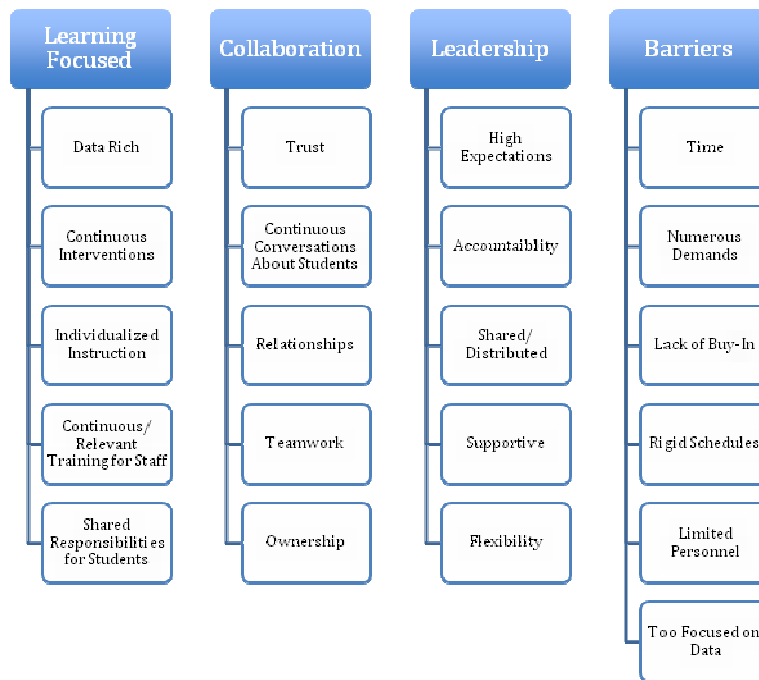 Learning
Focused
Data Rich
Continuous
Interventions
Individualized
Instruction
Continuous/
Relevant
Training for Staff
Shared
Responsibilities
for Students
Collaboration
Trust
Continuous
Conversations
About Students
Relationships
Teamwork
Ownership
Leadership
High
Expectations
Accountaiblity
Shared/
Distributed
Supportive
Flexibility
Barriers
Time
Numerous
Demands
Lack of Buy-In
Rigid Schedules
Limited
Personnel
Too Focused on
Data